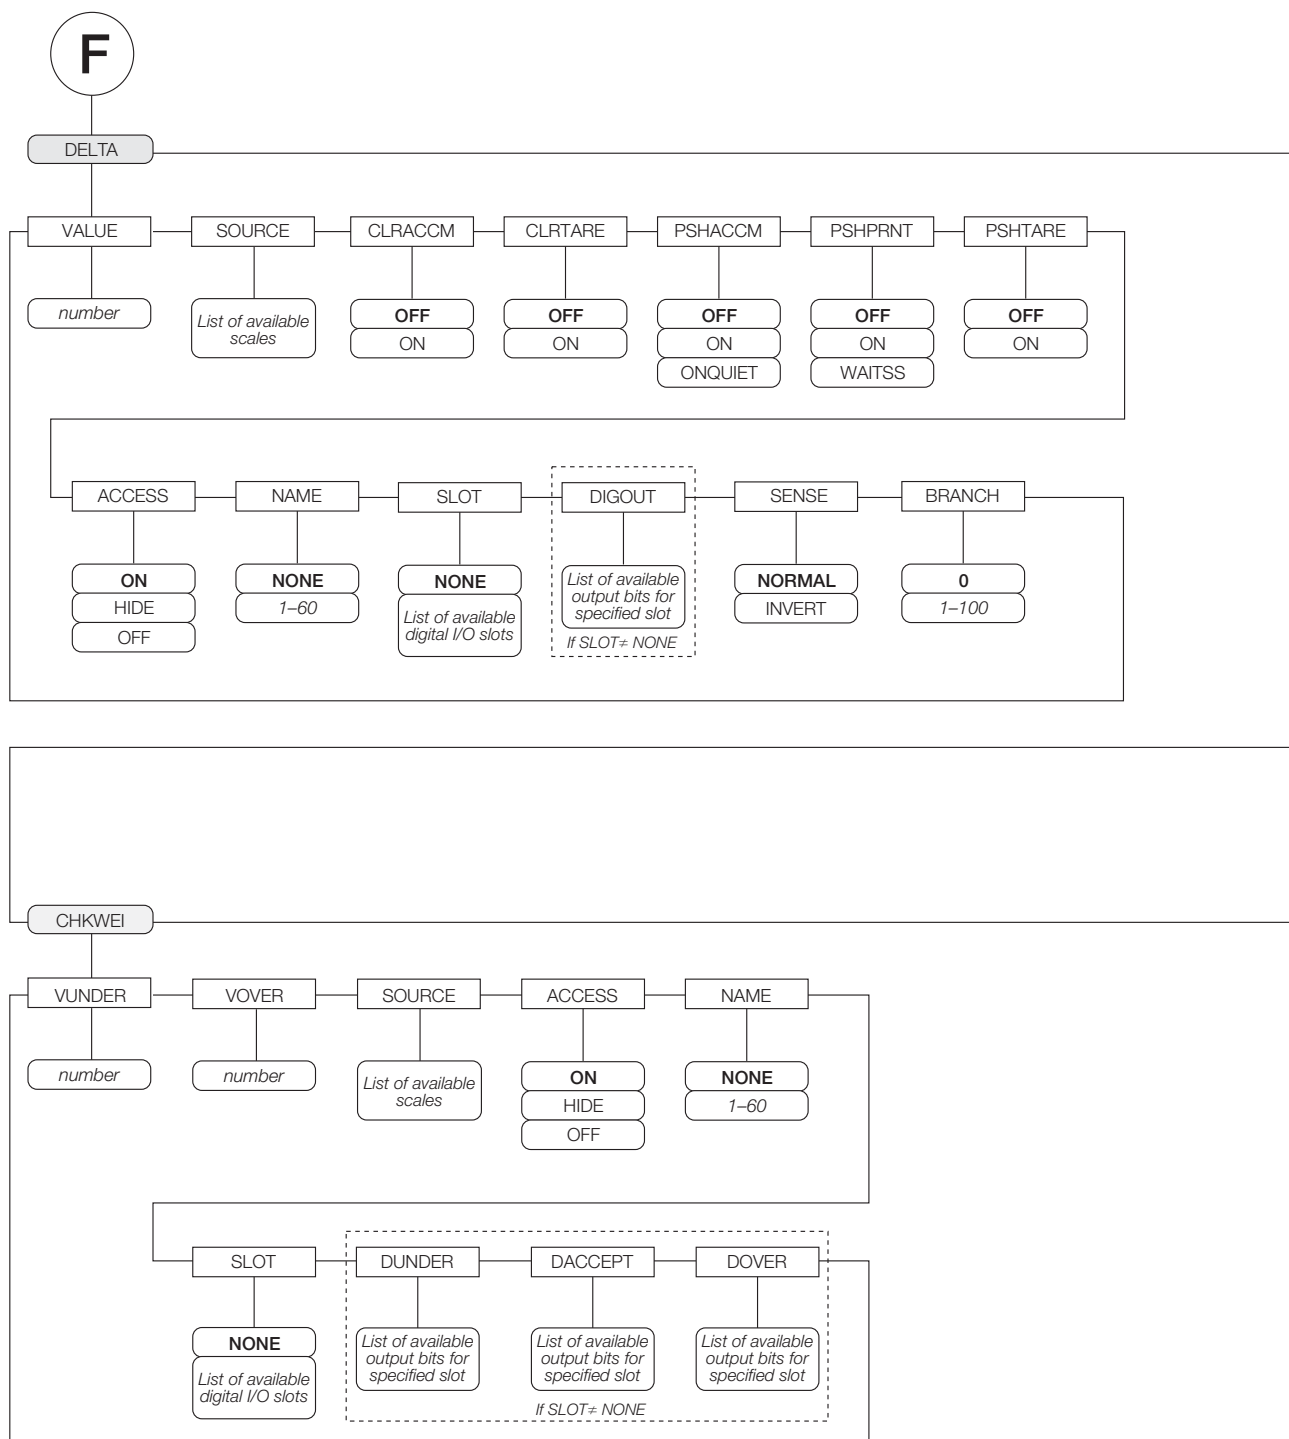 F
DELTA
VALUE SOURCE CLRACCM CLRTARE PSHACCM PSHPRNT PSHTARE
number
List of available
scales
OFF
ON
OFF
ON
OFF
ON
ONQUIET
OFF
ON
WAITSS
OFF
ON
ACCESS NAME SLOT DIGOUT SENSE BRANCH
ON
HIDE
OFF
NONE
1–60
NONE
List of available
digital I/O slots
List of available
output bits for
specified slot
If SLOT≠ NONE
NORMAL
INVERT
0
1–100
CHKWEI
VUNDER VOVER SOURCE ACCESS NAME
number
number
List of available
scales
ON
HIDE
OFF
NONE
1–60
SLOT DUNDER DACCEPT DOVER
NONE
List of available
digital I/O slots
List of available
output bits for
specified slot
List of available
output bits for
specified slot
List of available
output bits for
specified slot
If SLOT≠ NONE